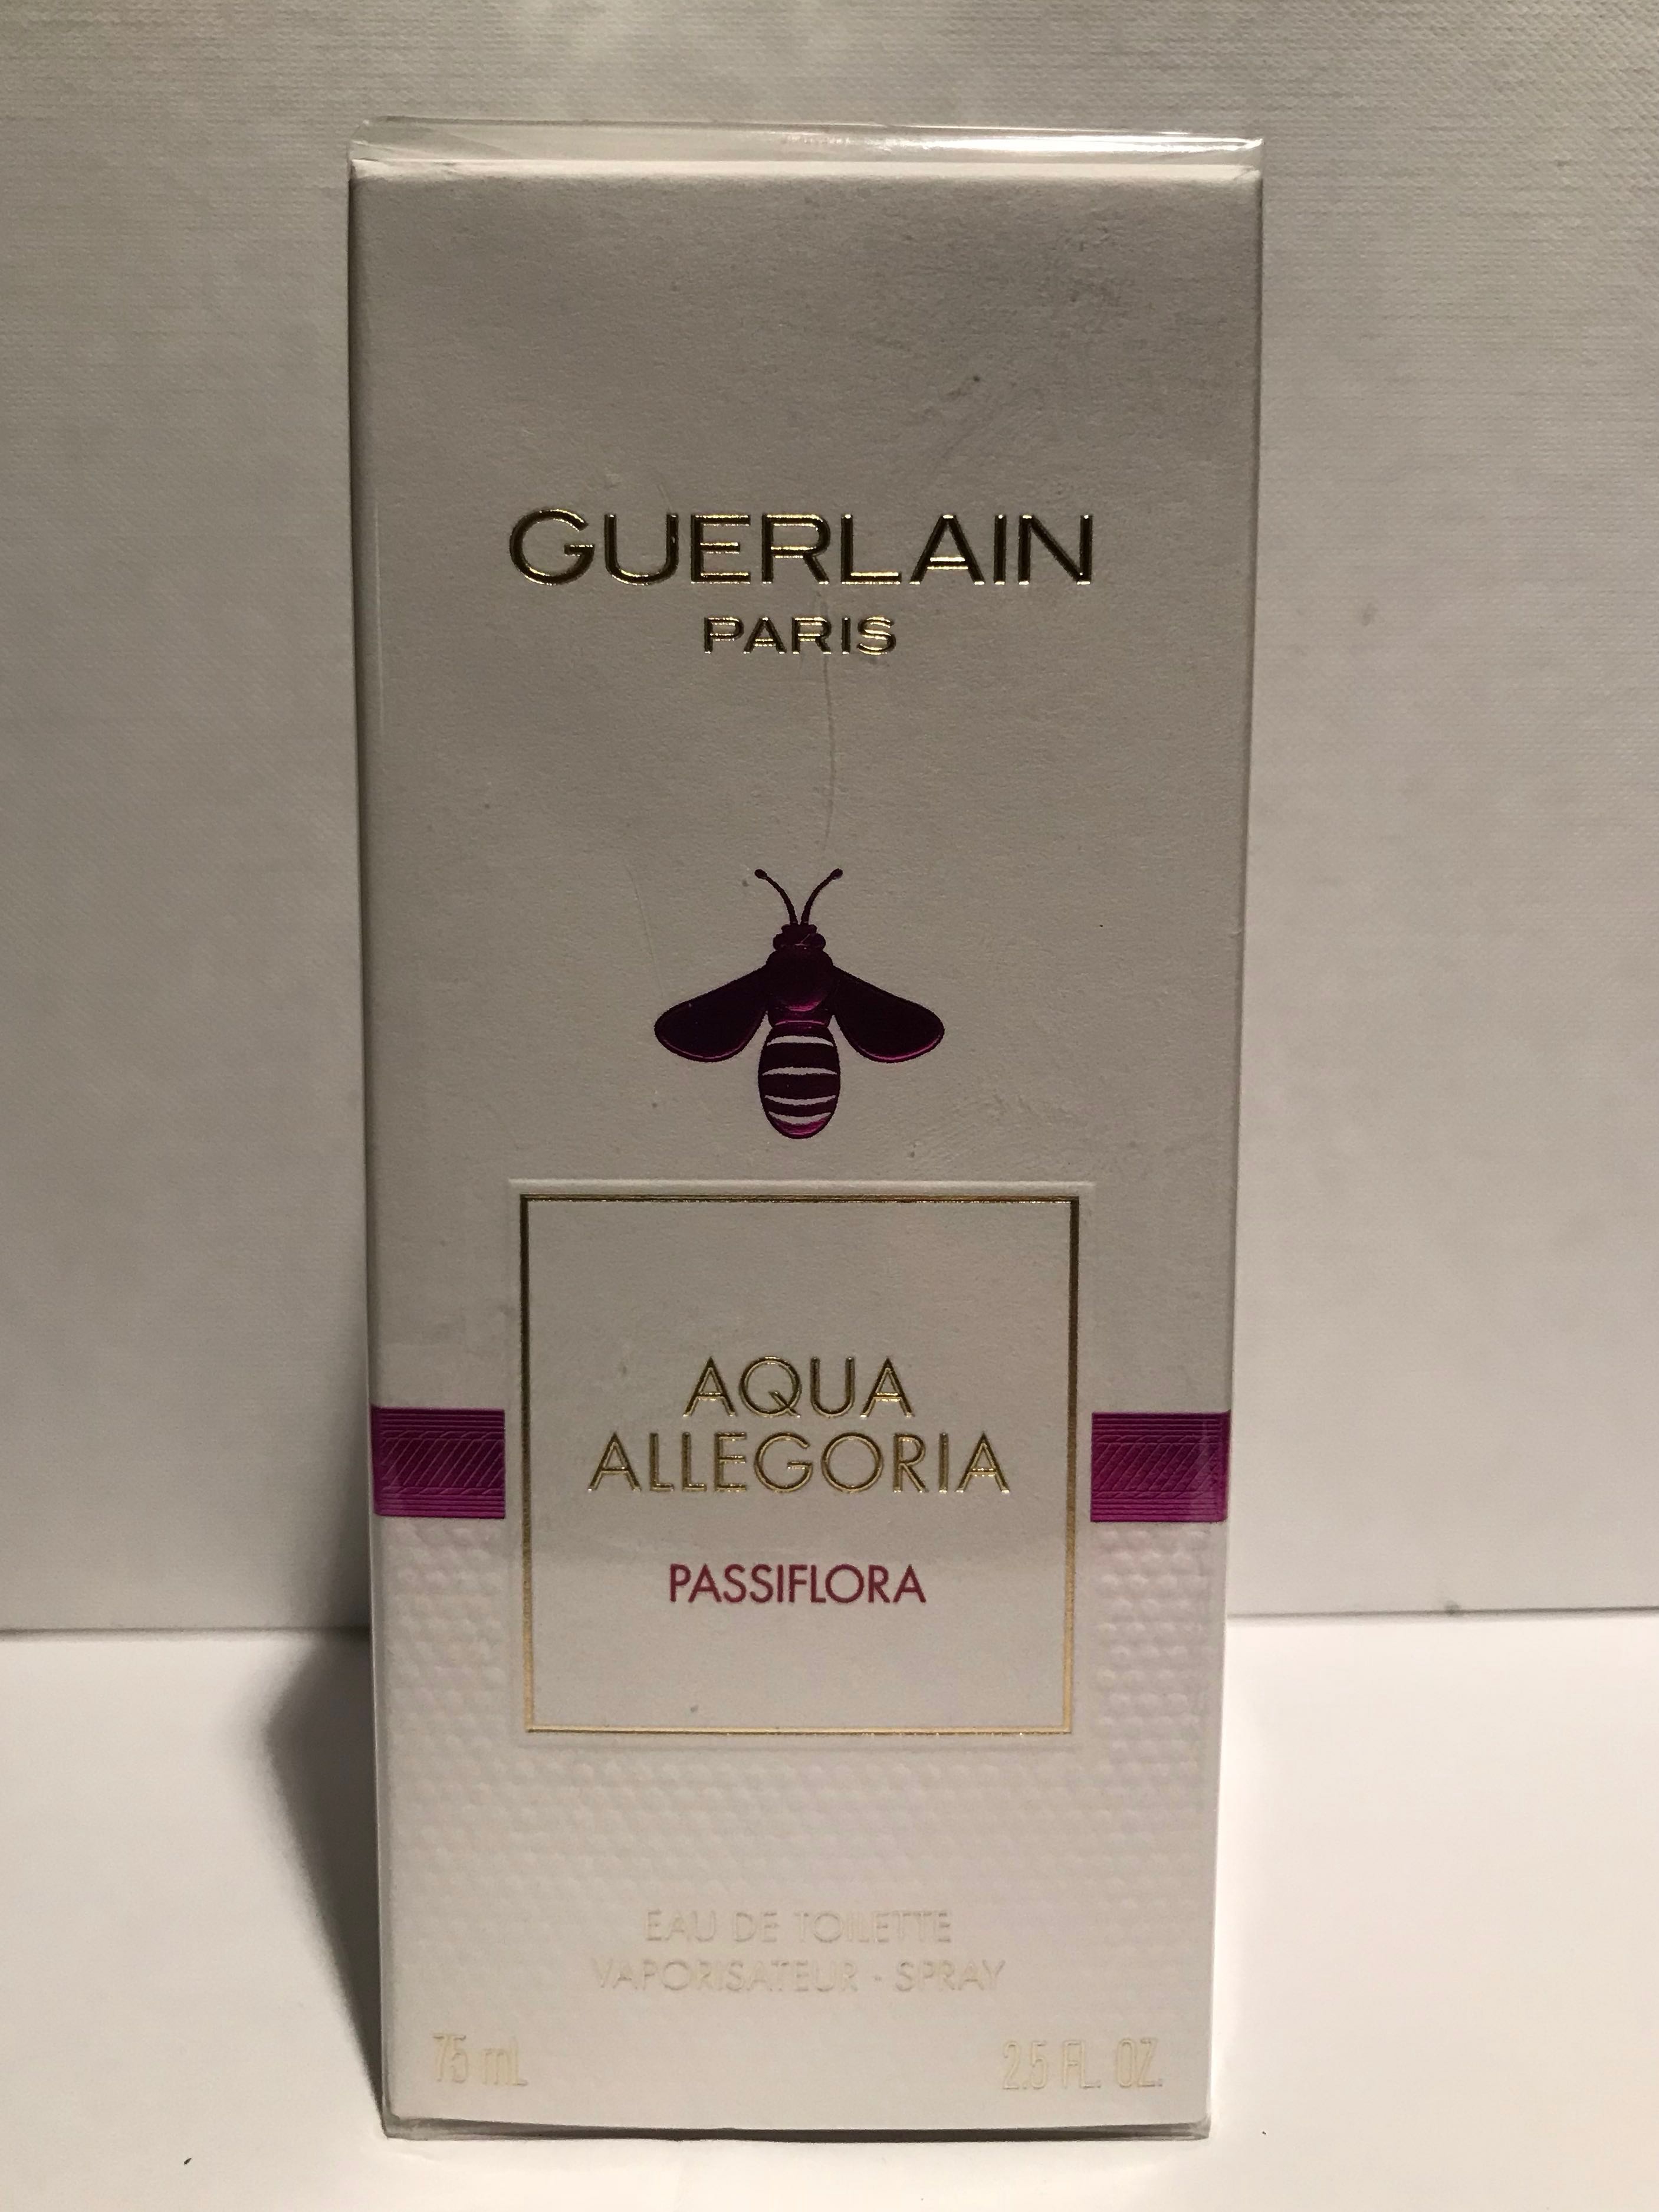 GUERLAIN
PARIS
AQUA
ALLEGORIA
PASSIFLORA
EAU DE TOILETTE
VAPORISATEUR · SPRAY
75 mL 2.5 FL. OZ.